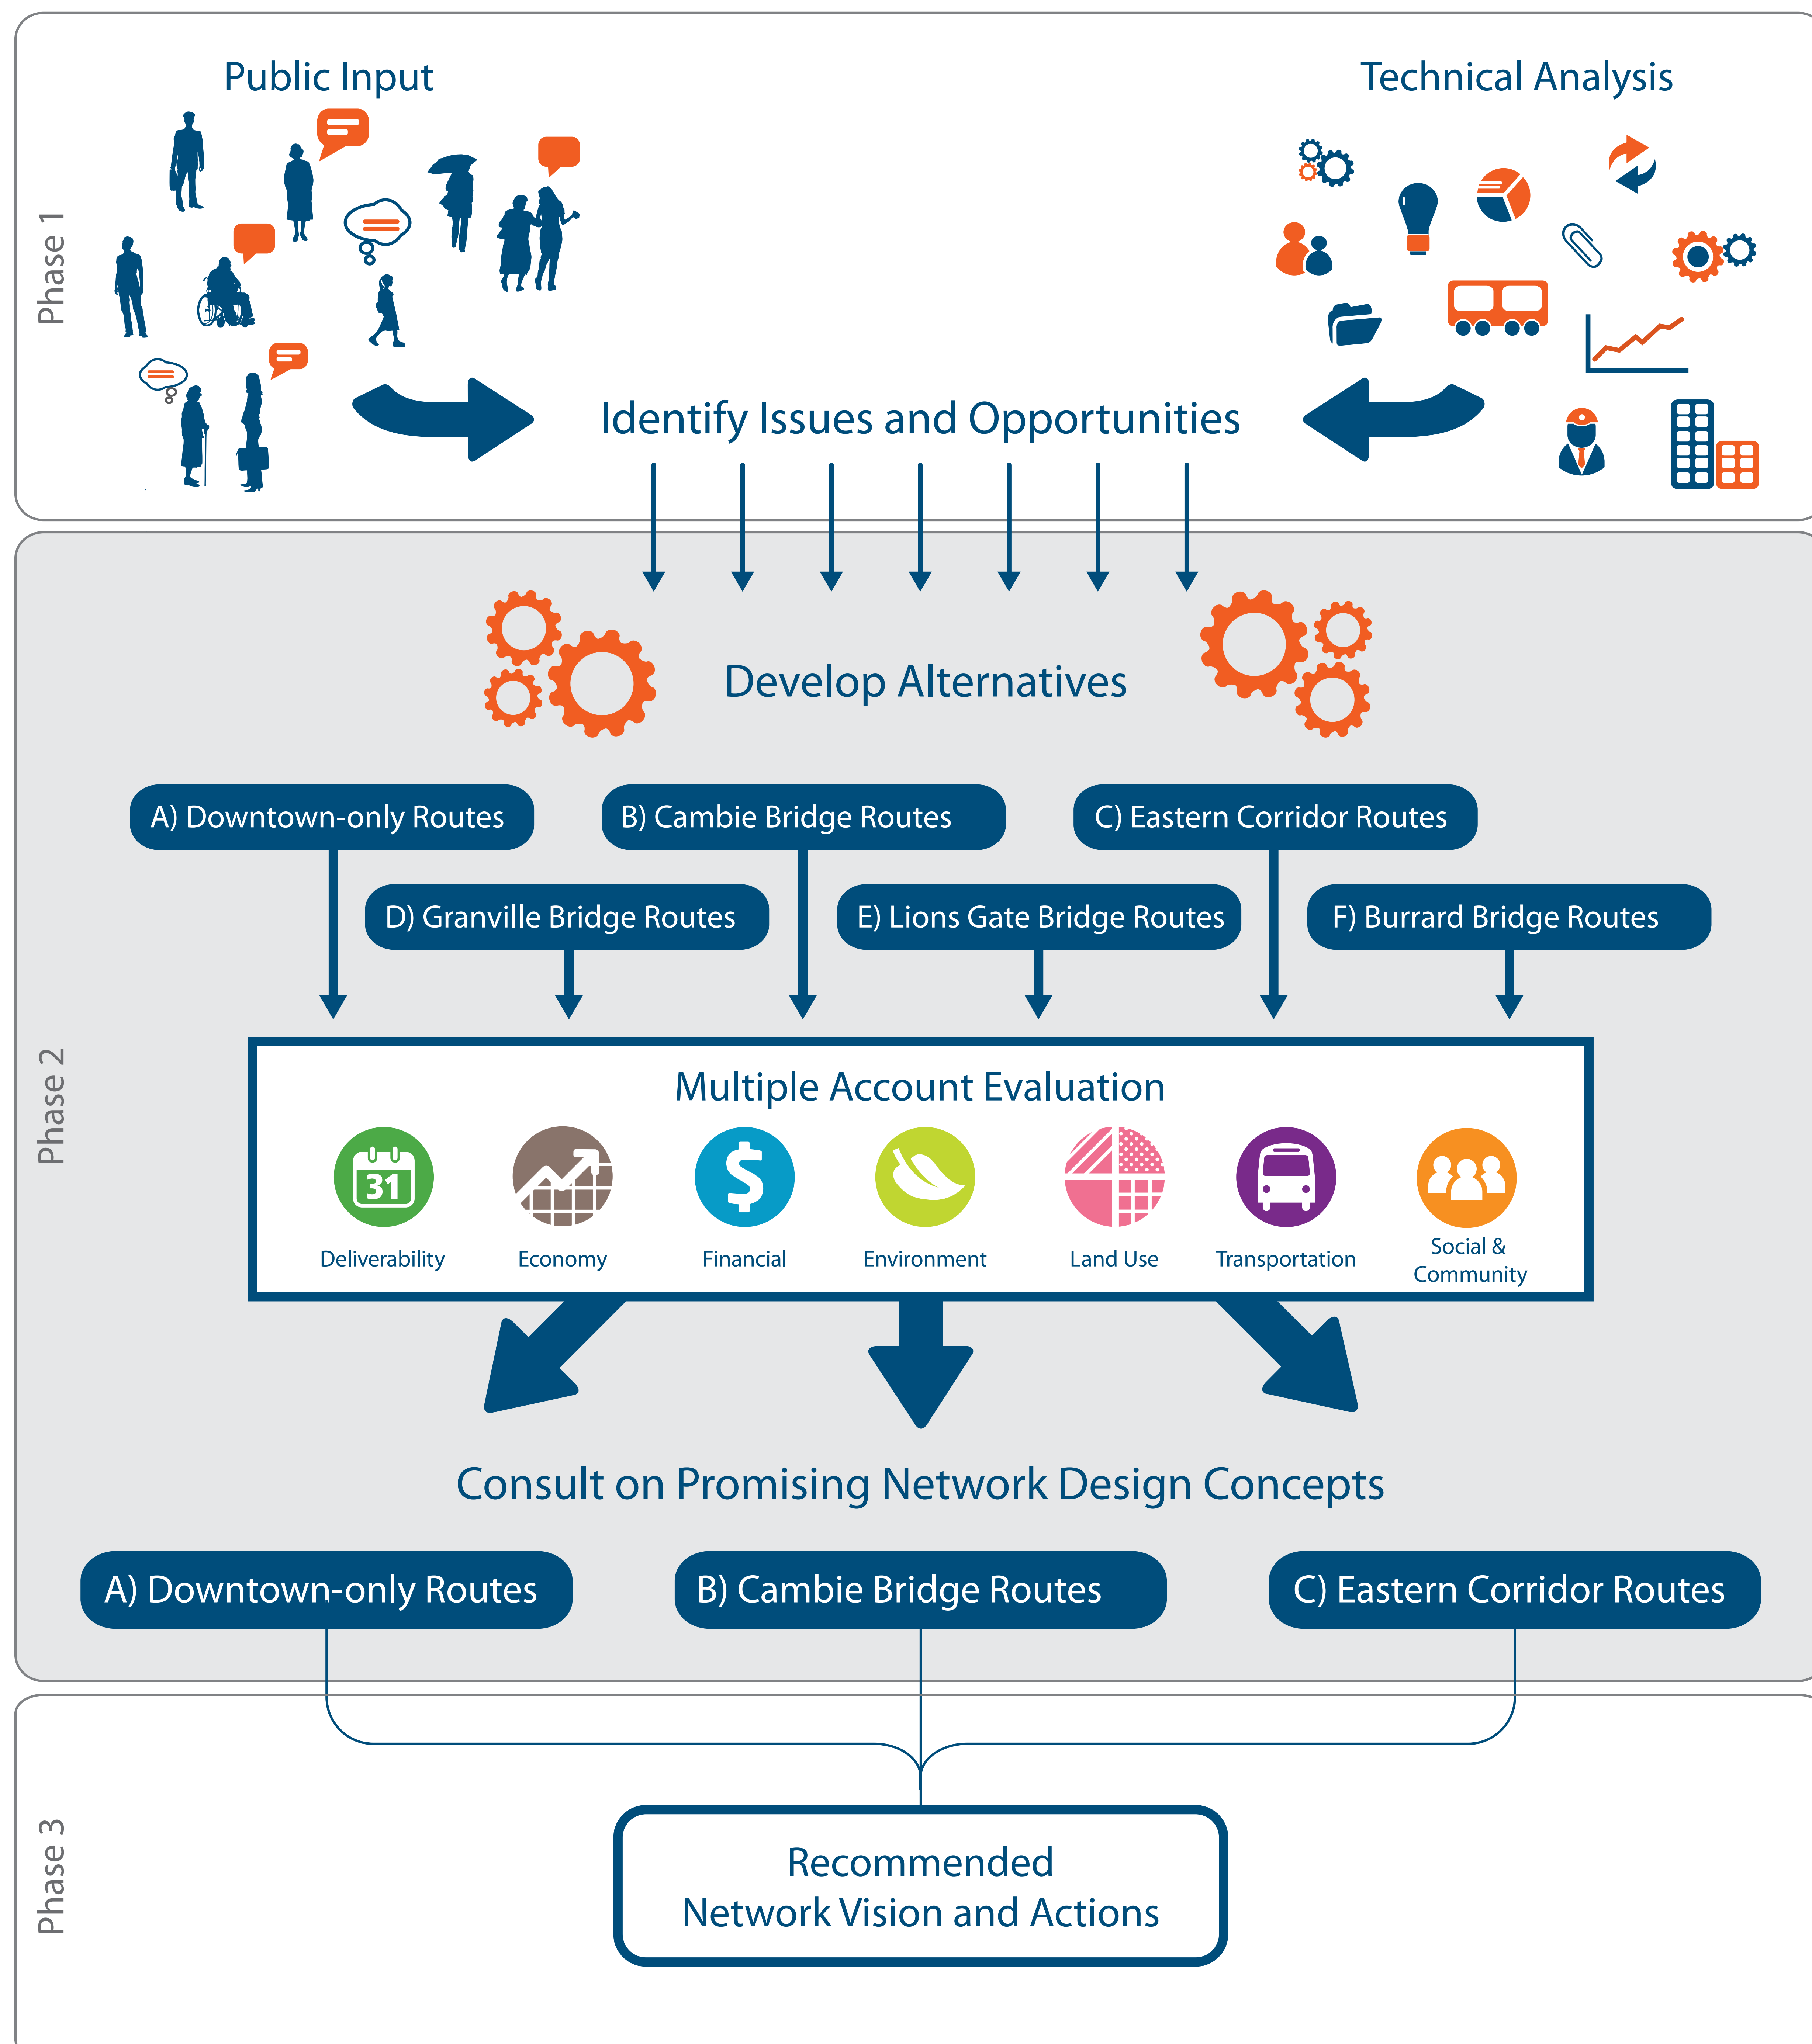 Phase 1
Public Input
Technical Analysis
Identify Issues and Opportunities
Phase 2
Develop Alternatives
A) Downtown-only Routes
B) Cambie Bridge Routes
C) Eastern Corridor Routes
D) Granville Bridge Routes
E) Lions Gate Bridge Routes
F) Burrard Bridge Routes
Multiple Account Evaluation
31
$
Deliverability
Economy
Financial
Environment
Land Use
Transportation
Social &
Community
Consult on Promising Network Design Concepts
A) Downtown-only Routes
B) Cambie Bridge Routes
C) Eastern Corridor Routes
Phase 3
Recommended
Network Vision and Actions